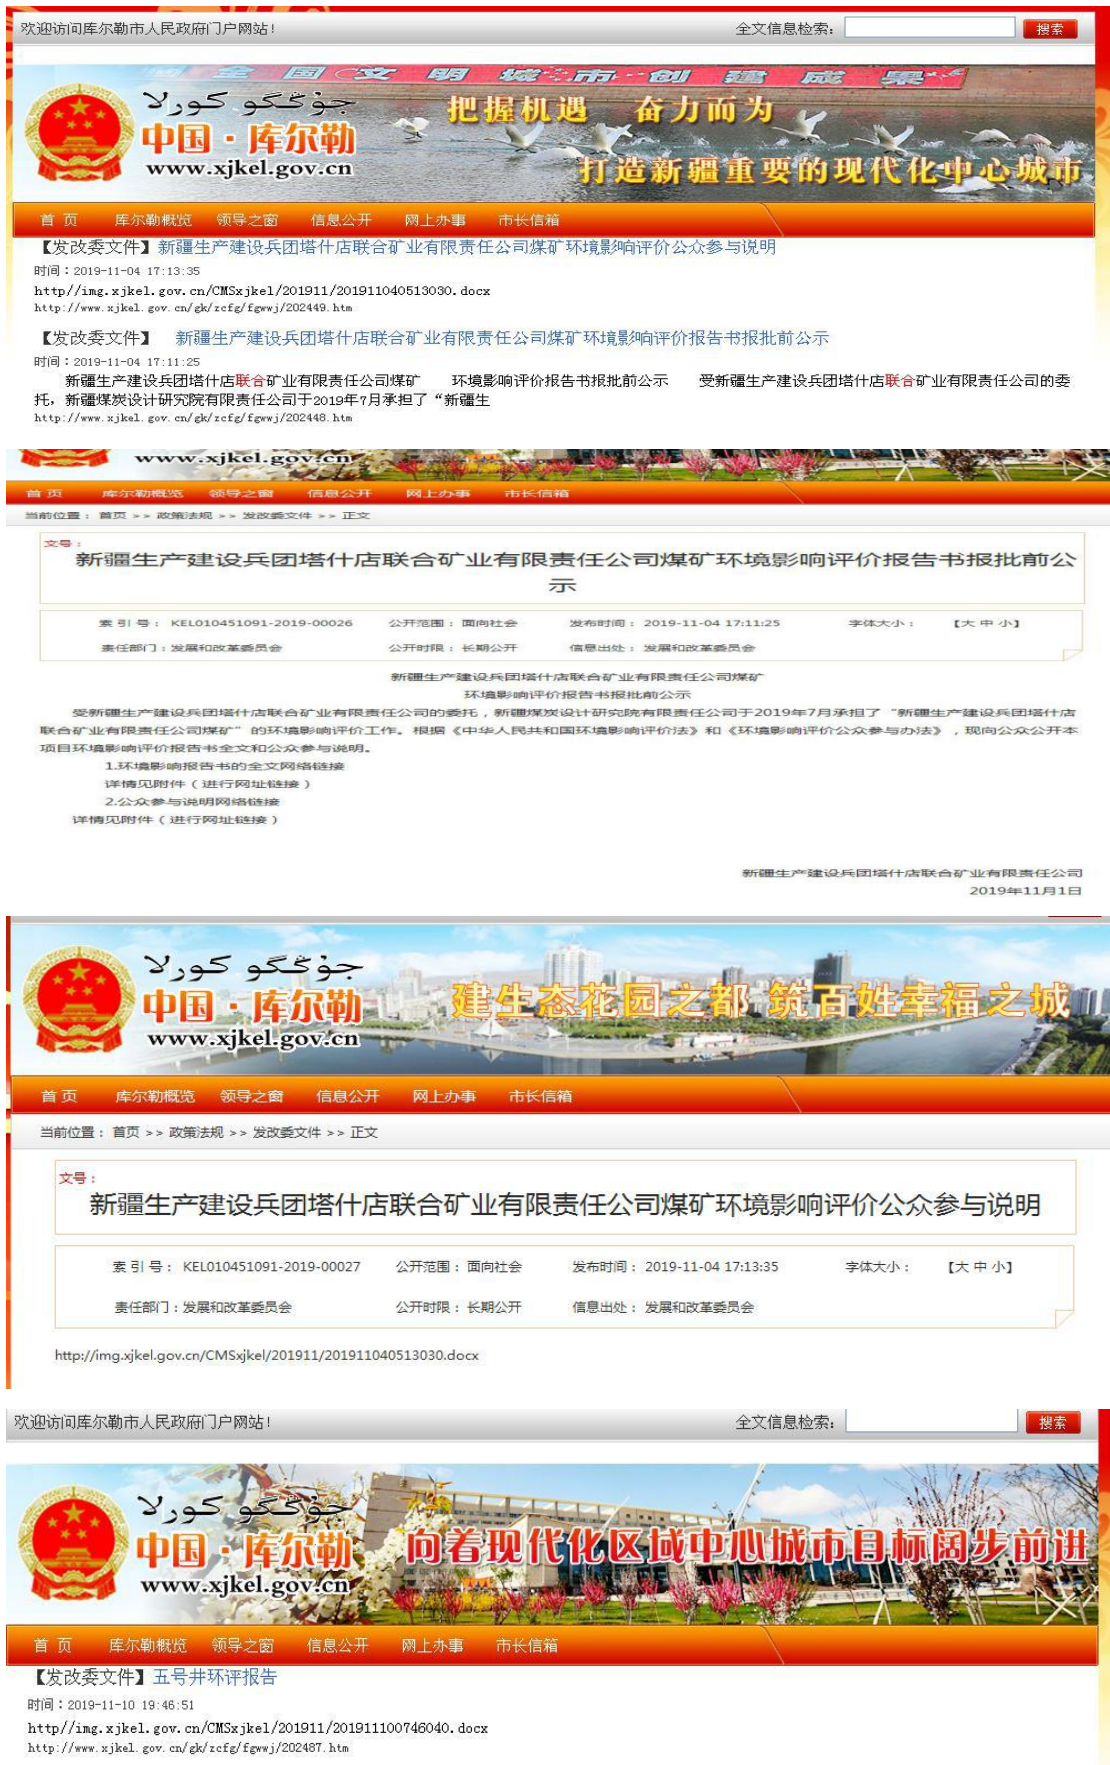 欢迎访问库尔勒市人民政府门户网站！
全文信息检索：
搜索
全国文明城市创建成果
جۇڭگو كورلا
把握机遇 奋力而为
中国·库尔勒
www.xjkel.gov.cn
打造新疆重要的现代化中心城市
首 页 库尔勒概览 领导之窗 信息公开 网上办事 市长信箱
【发改委文件】新疆生产建设兵团塔什店联合矿业有限责任公司煤矿环境影响评价公众参与说明
时间：2019-11-04 17:13:35
http//img.xjkel.gov.cn/CMSxjkel/201911/201911040513030.docx
http://www.xjkel.gov.cn/gk/zcfg/fgwwj/202449.htm
【发改委文件】 新疆生产建设兵团塔什店联合矿业有限责任公司煤矿环境影响评价报告书报批前公示
时间：2019-11-04 17:11:25
新疆生产建设兵团塔什店联合矿业有限责任公司煤矿 环境影响评价报告书报批前公示 受新疆生产建设兵团塔什店联合矿业有限责任公司的委
托，新疆煤炭设计研究院有限责任公司于2019年7月承担了“新疆生
http://www.xjkel.gov.cn/gk/zcfg/fgwwj/202448.htm
www.xjkel.gov.cn
首 页 库尔勒概览 领导之窗 信息公开 网上办事 市长信箱
当前位置： 首页 >> 政策法规 >> 发改委文件 >> 正文
文号：
新疆生产建设兵团塔什店联合矿业有限责任公司煤矿环境影响评价报告书报批前公
示
索 引 号： KEL010451091-2019-00026 公开范围： 面向社会 发布时间： 2019-11-04 17:11:25 字体大小： 【大 中 小】
责任部门：发展和改革委员会 公开时限： 长期公开 信息出处： 发展和改革委员会
新疆生产建设兵团塔什店联合矿业有限责任公司煤矿
环境影响评价报告书报批前公示
受新疆生产建设兵团塔什店联合矿业有限责任公司的委托，新疆煤炭设计研究院有限责任公司于2019年7月承担了“新疆生产建设兵团塔什店
联合矿业有限责任公司煤矿”的环境影响评价工作。根据《中华人民共和国环境影响评价法》和《环境影响评价公众参与办法》，现向公众公开本
项目环境影响评价报告书全文和公众参与说明。
1.环境影响报告书的全文网络链接
详情见附件（进行网址链接）
2.公众参与说明网络链接
详情见附件（进行网址链接）
新疆生产建设兵团塔什店联合矿业有限责任公司
2019年11月1日
جۇڭگو كورلا
中国·库尔勒
www.xjkel.gov.cn
建生态花园之都 筑百姓幸福之城
首 页 库尔勒概览 领导之窗 信息公开 网上办事 市长信箱
当前位置： 首页 >> 政策法规 >> 发改委文件 >> 正文
文号：
新疆生产建设兵团塔什店联合矿业有限责任公司煤矿环境影响评价公众参与说明
索 引 号： KEL010451091-2019-00027 公开范围： 面向社会 发布时间： 2019-11-04 17:13:35 字体大小： 【大 中 小】
责任部门：发展和改革委员会 公开时限： 长期公开 信息出处： 发展和改革委员会
http://img.xjkel.gov.cn/CMSxjkel/201911/201911040513030.docx
欢迎访问库尔勒市人民政府门户网站！
全文信息检索：
搜索
جۇڭگو كورلا
中国·库尔勒
www.xjkel.gov.cn
向着现代化区域中心城市目标阔步前进
首 页 库尔勒概览 领导之窗 信息公开 网上办事 市长信箱
【发改委文件】五号井环评报告
时间：2019-11-10 19:46:51
http//img.xjkel.gov.cn/CMSxjkel/201911/201911100746040.docx
http://www.xjkel.gov.cn/gk/zcfg/fgwwj/202487.htm